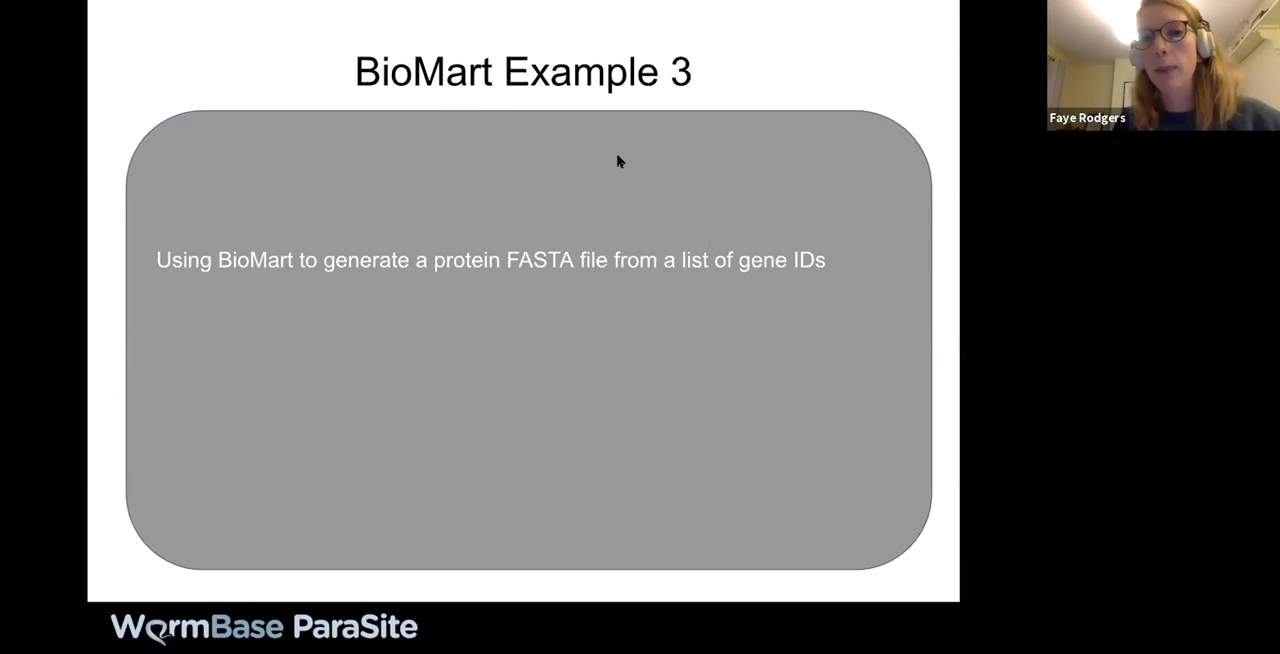 BioMart Example 3
Faye Rodgers
Using BioMart to generate a protein FASTA file from a list of gene IDs
WormBase ParaSite